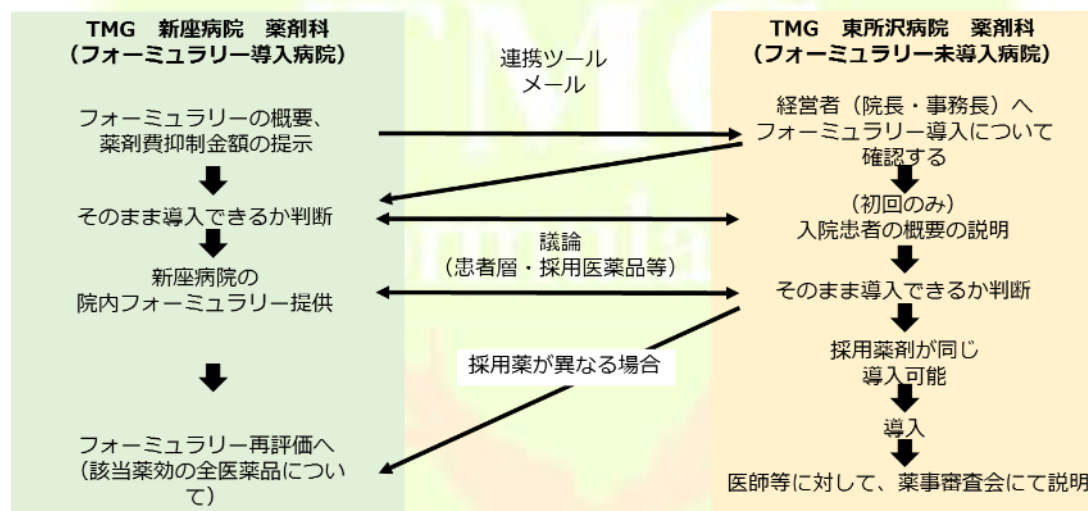 TMG 新座病院 薬剤科
（フォーミュラリー導入病院）
フォーミュラリーの概要、
薬剤費抑制金額の提示
そのまま導入できるか判断
新座病院の
院内フォーミュラリー提供
フォーミュラリー再評価へ
（該当薬効の全医薬品につい
て）
連携ツール
メール
議論
（患者層・採用医薬品等）
採用薬が異なる場合
TMG 東所沢病院 薬剤科
（フォーミュラリー未導入病院）
経営者（院長・事務長）へ
フォーミュラリー導入について
確認する
（初回のみ）
入院患者の概要の説明
そのまま導入できるか判断
採用薬剤が同じ
導入可能
導入
医師等に対して、薬事審査会にて説明
TMG